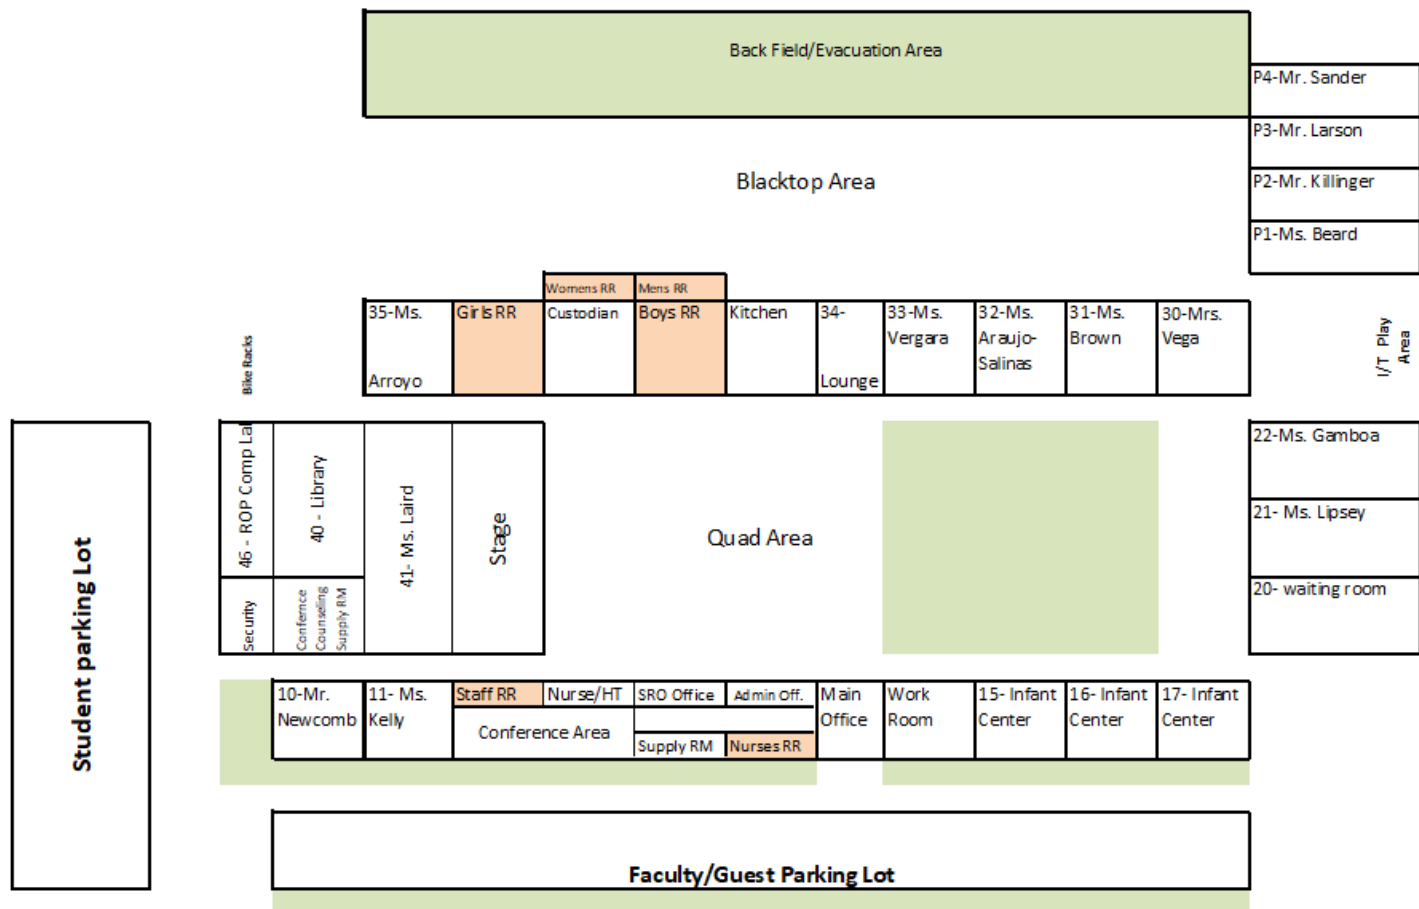 Back Field/Evacuation Area
P4-Mr. Sander
P3-Mr. Larson
Blacktop Area
P2-Mr. Killinger
P1-Ms. Beard
Womens RR
Mens RR
35-Ms.
Arroyo
Girls RR
Custodian
Boys RR
Kitchen
34-
Lounge
33-Ms.
Vergara
32-Ms.
Araujo-
Salinas
31-Ms.
Brown
30-Mrs.
Vega
Bike Racks
I/T Play
Area
Student parking Lot
46 - ROP Comp La
40 - Library
41- Ms. Laird
Stage
security
Confernce
Counseling
Supply RM
Quad Area
22-Ms. Gamboa
21- Ms. Lipsey
20- waiting room
10-Mr.
Newcomb
11- Ms.
Kelly
Staff RR
Nurse/HT
SRO Office
Admin Off.
Conference Area
Supply RM
Nurses RR
Main
Office
Work
Room
15- Infant
Center
16- Infant
Center
17- Infant
Center
Faculty/Guest Parking Lot